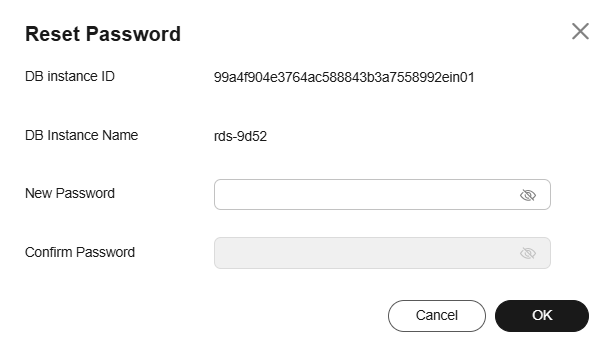 Reset Password
DB instance ID 99a4f904e3764ac588843b3a7558992ein01
DB Instance Name rds-9d52
New Password
Confirm Password
Cancel OK